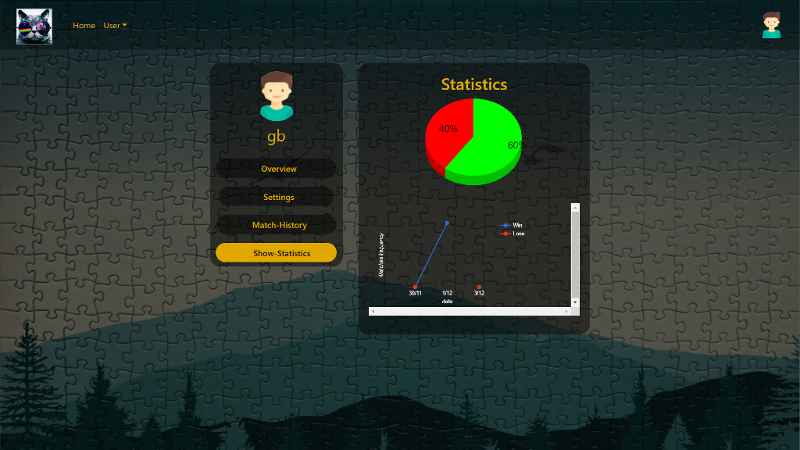 Home User
gb
Overview
Settings
Match-History
Show-Statistics
Statistics
40%
60%
Win
Loss
30/11 1/12 3/12
date